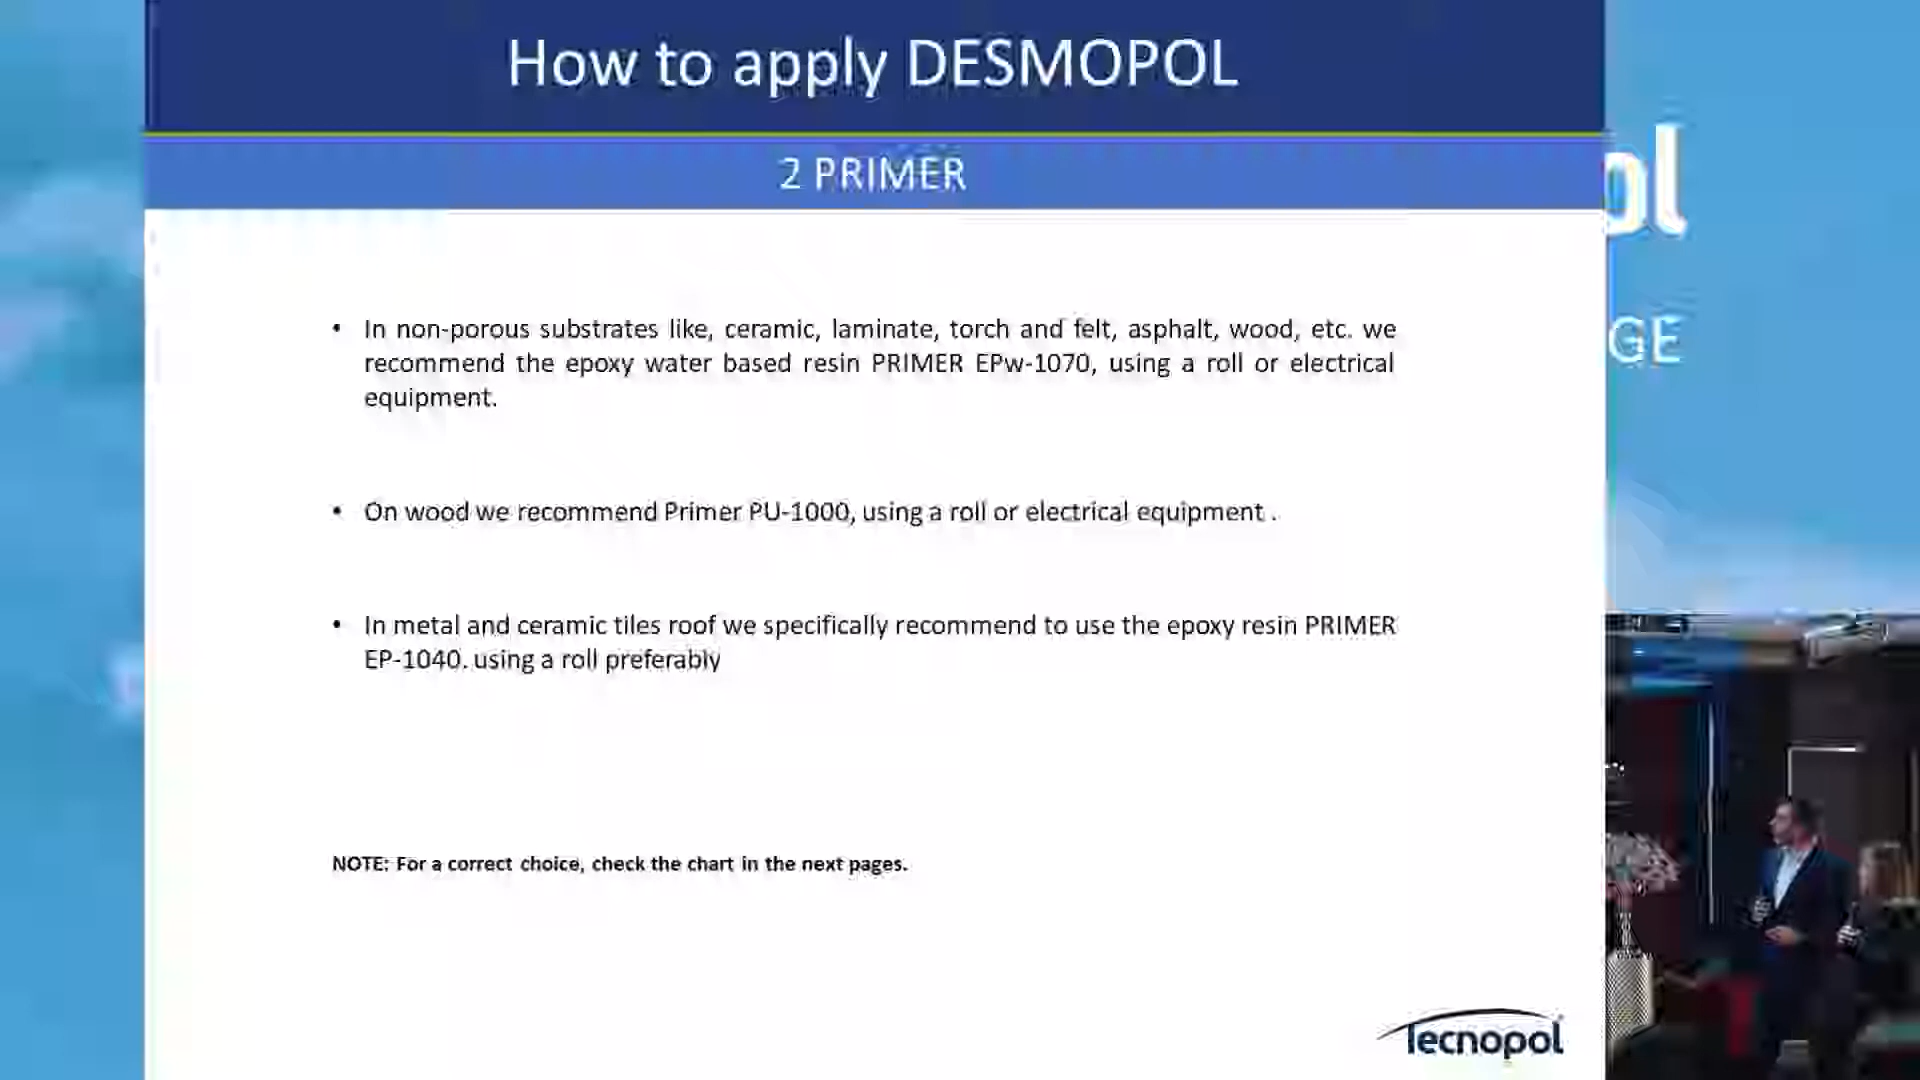 How to apply DESMOPOL
2 PRIMER
ol
GE
• In non-porous substrates like, ceramic, laminate, torch and felt, asphalt, wood, etc. we
recommend the epoxy water based resin PRIMER EPw-1070, using a roll or electrical
equipment.
• On wood we recommend Primer PU-1000, using a roll or electrical equipment .
• In metal and ceramic tiles roof we specifically recommend to use the epoxy resin PRIMER
EP-1040. using a roll preferably
NOTE: For a correct choice, check the chart in the next pages.
Tecnopol